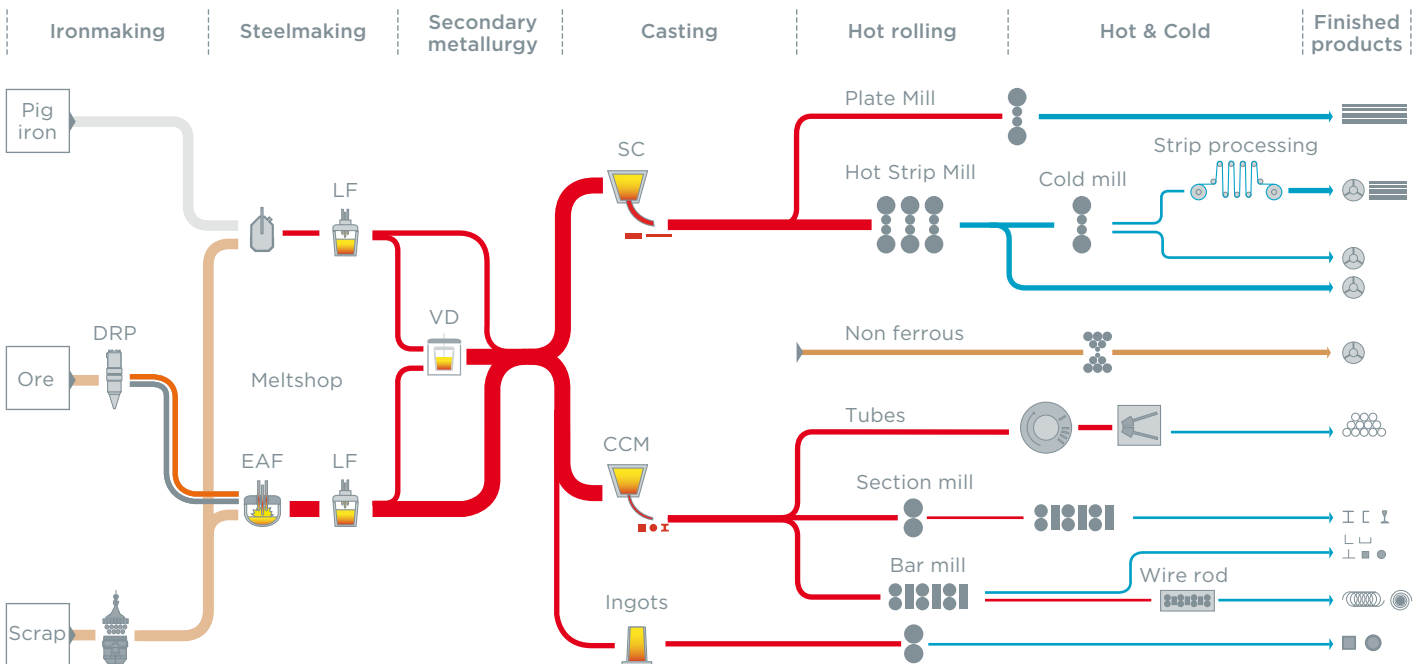 Ironmaking
Steelmaking
Secondary
metallurgy
Casting
Hot rolling
Hot & Cold
Finished
products
Pig
iron
Ore
Scrap
DRP
LF
Meltshop
EAF
LF
VD
SC
CCM
Ingots
Plate Mill
Hot Strip Mill
Cold mill
Strip processing
Non ferrous
Tubes
Section mill
Bar mill
Wire rod